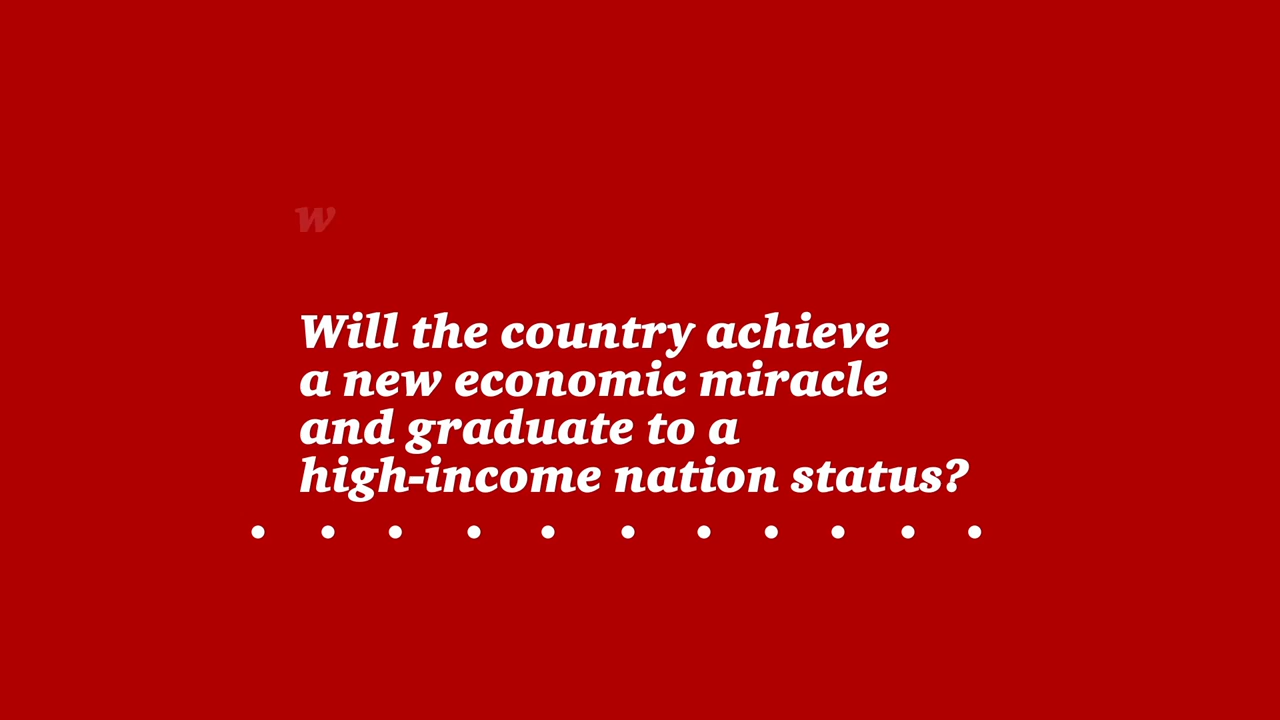 w
Will the country achieve
a new economic miracle
and graduate to a
high-income nation status?